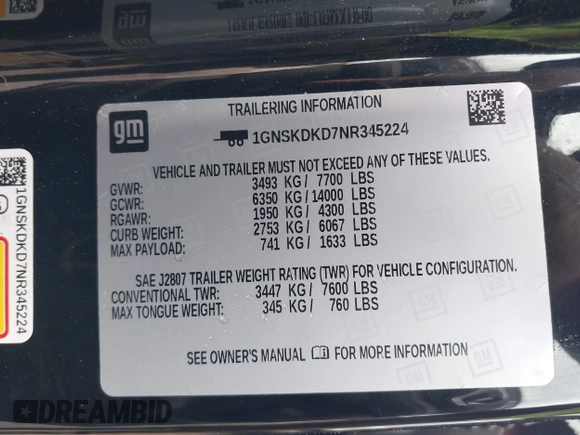 gm
TRAILERING INFORMATION
1GNSKDKD7NR345224
VEHICLE AND TRAILER MUST NOT EXCEED ANY OF THESE VALUES.
GVWR: 3493 KG/ 7700 LBS
GCWR: 6350 KG/14000 LBS
RGAWR: 1950 KG/ 4300 LBS
CURB WEIGHT: 2753 KG/ 6067 LBS
MAX PAYLOAD: 741 KG/ 1633 LBS
SAE J2807 TRAILER WEIGHT RATING (TWR) FOR VEHICLE CONFIGURATION.
CONVENTIONAL TWR: 3447 KG/ 7600 LBS
MAX TONGUE WEIGHT: 345 KG/ 760 LBS
SEE OWNER'S MANUAL FOR MORE INFORMATION
1GNSKDKD7NR345224
DREAMBID